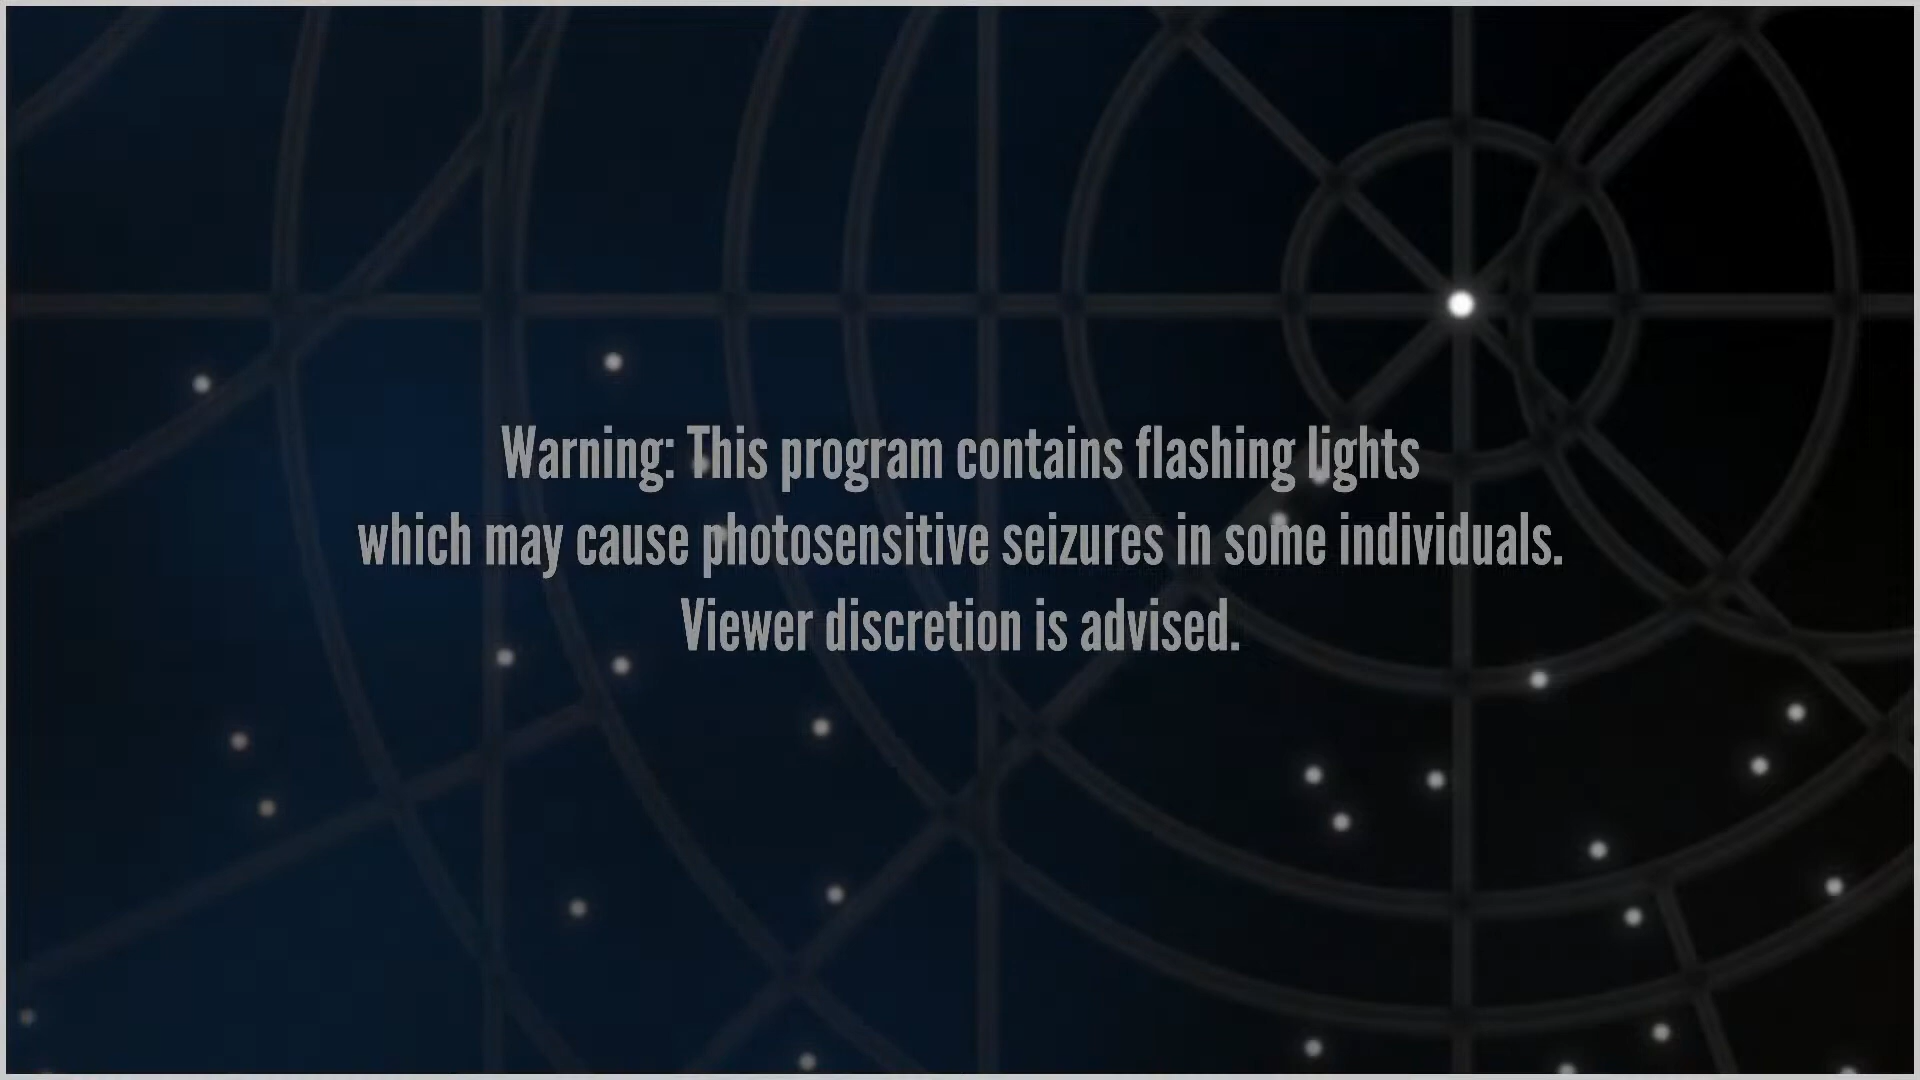 Warning: This program contains flashing lights
which may cause photosensitive seizures in some individuals.
Viewer discretion is advised.